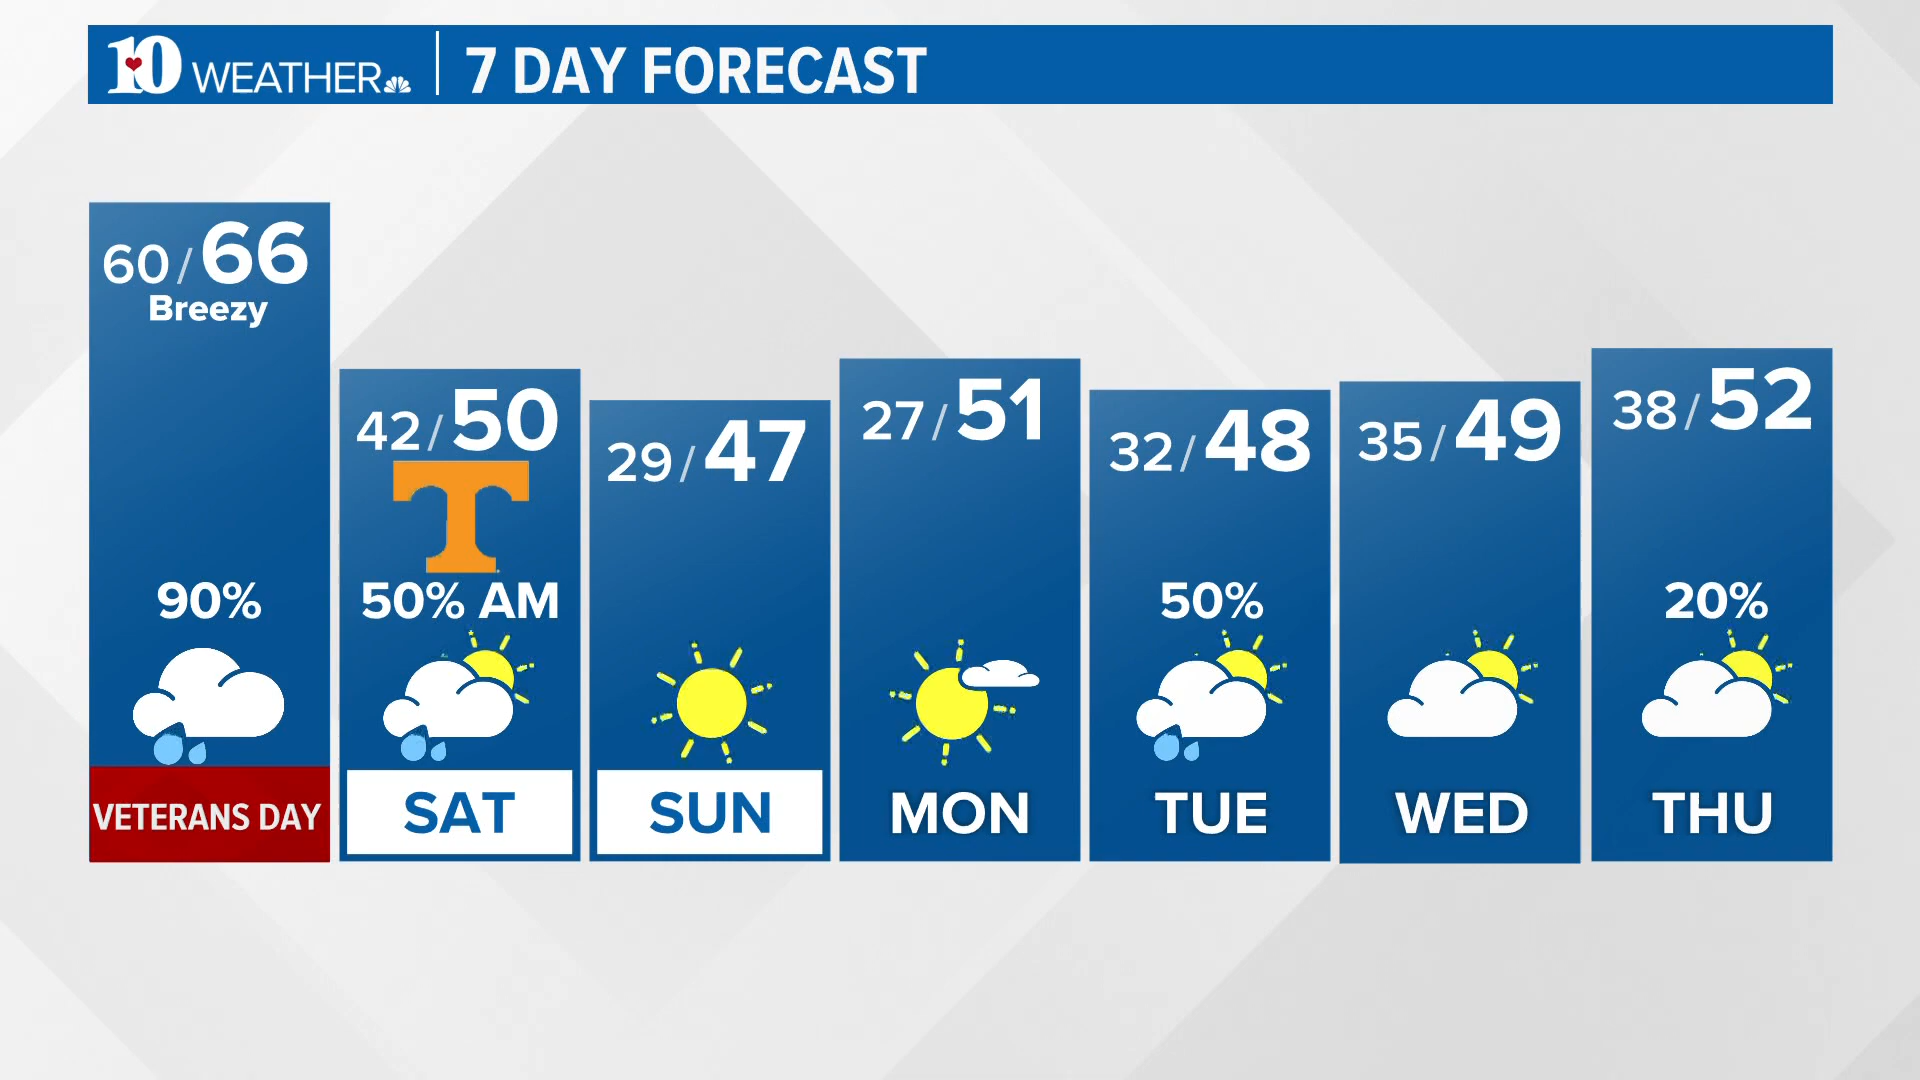 10 WEATHER 7 DAY FORECAST
60/66
Breezy
90%
VETERANS DAY
42/50
T
50% AM
SAT
29/47
SUN
27/51
MON
32/48
50%
TUE
35/49
WED
38/52
20%
THU